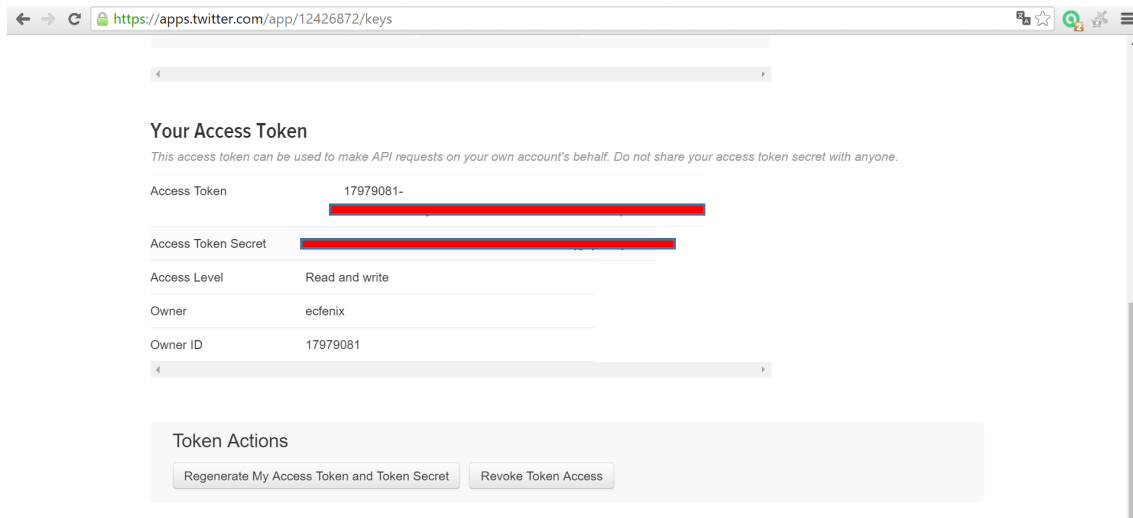 https://apps.twitter.com/app/12426872/keys
Your Access Token
This access token can be used to make API requests on your own account's behalf. Do not share your access token secret with anyone.
Access Token 17979081-
Access Token Secret
Access Level Read and write
Owner ecfenix
Owner ID 17979081
Token Actions
Regenerate My Access Token and Token Secret Revoke Token Access